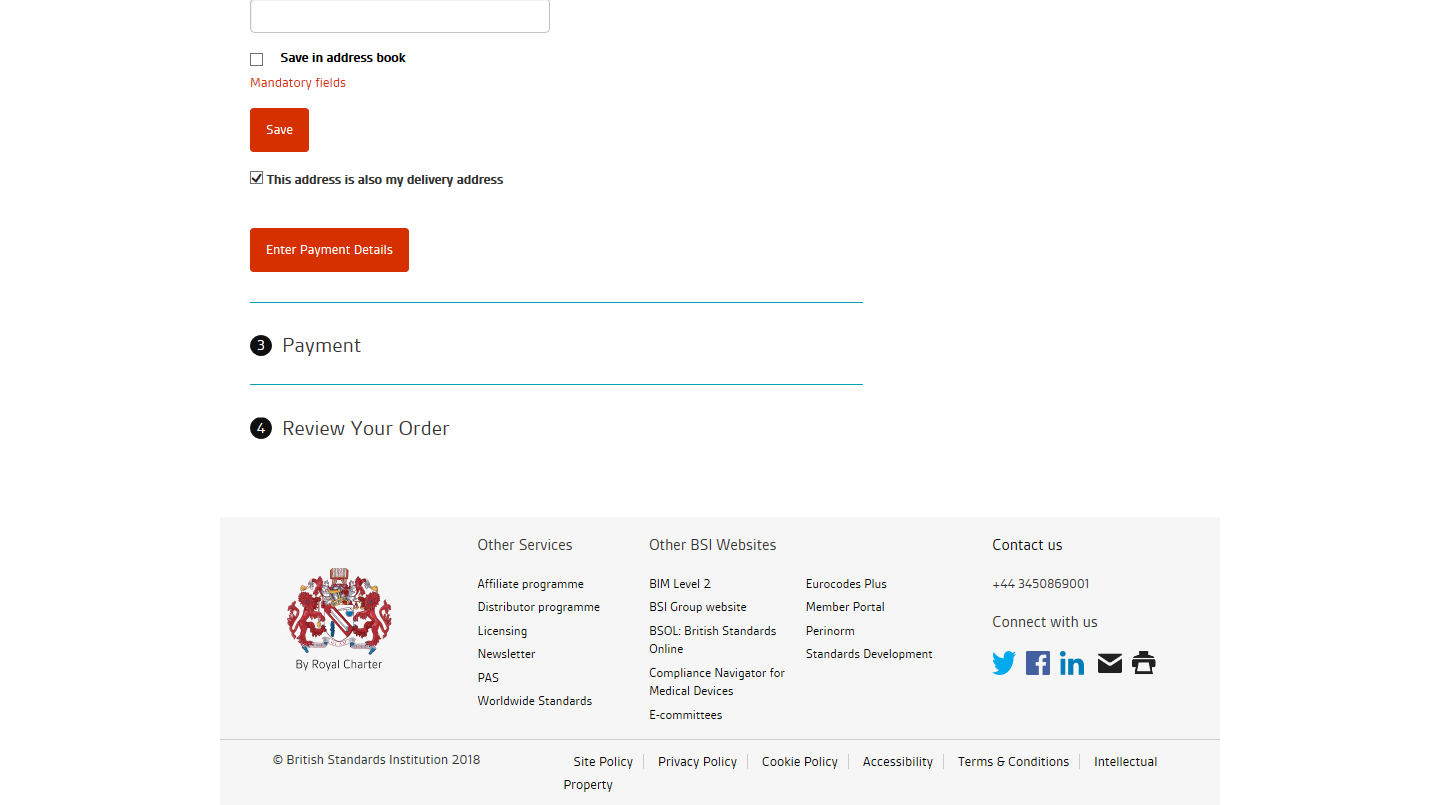 Save in address book
Mandatory fields
Save
This address is also my delivery address
Enter Payment Details
3 Payment
4 Review Your Order
By Royal Charter
Other Services
Affiliate programme
Distributor programme
Licensing
Newsletter
PAS
Worldwide Standards
Other BSI Websites
BIM Level 2
BSI Group website
BSOL: British Standards
Online
Compliance Navigator for
Medical Devices
E-committees
Eurocodes Plus
Member Portal
Perinorm
Standards Development
Contact us
+44 3450869001
Connect with us
© British Standards Institution 2018
Site Policy Privacy Policy Cookie Policy Accessibility Terms & Conditions Intellectual
Property